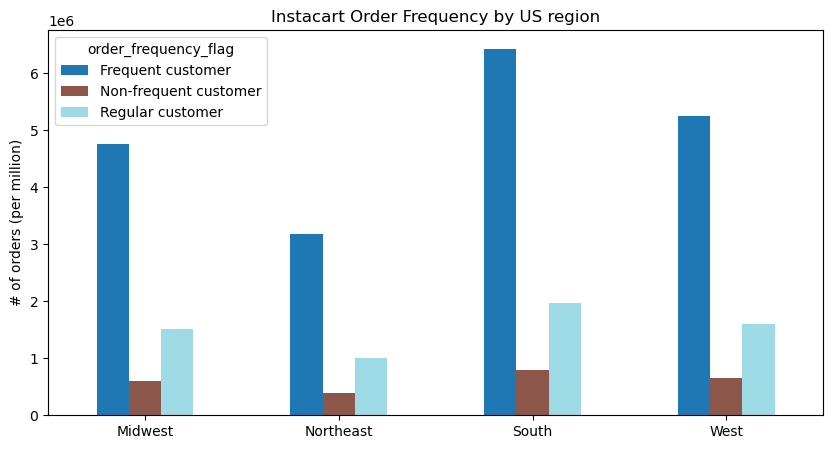 Instacart Order Frequency by US region
1e6
order_frequency_flag
Frequent customer
Non-frequent customer
Regular customer
# of orders (per million)
6
5
4
3
2
1
0
Midwest
Northeast
South
West